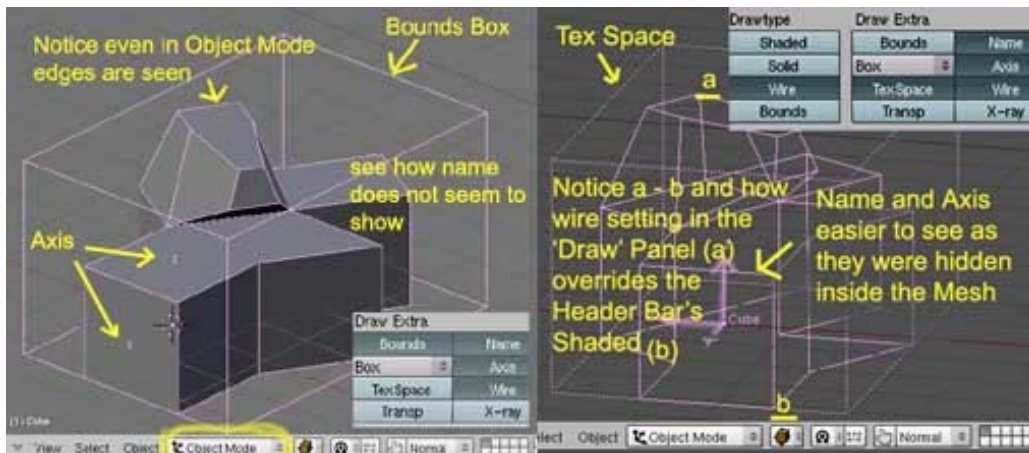 Notice even in Object Mode
edges are seen
Bounds Box
see how name
does not seem to
show
Axis
Draw Extra
Bounds
Name
Box
Axis
TexSpace
Wire
Transp
X-ray
(1) Cube
View Select Object Object Mode Norma
Tex Space
a
Drawtype
Shaded
Solid
Wire
Bounds
Draw Extra
Bounds
Name
Box
Axis
TexSpace
Wire
Transp
X-ray
Notice a - b and how
wire setting in the
'Draw' Panel (a)
overrides the
Header Bar's
Shaded (b)
Name and Axis
easier to see as
they were hidden
inside the Mesh
Cube
b
Object Object Mode Normal